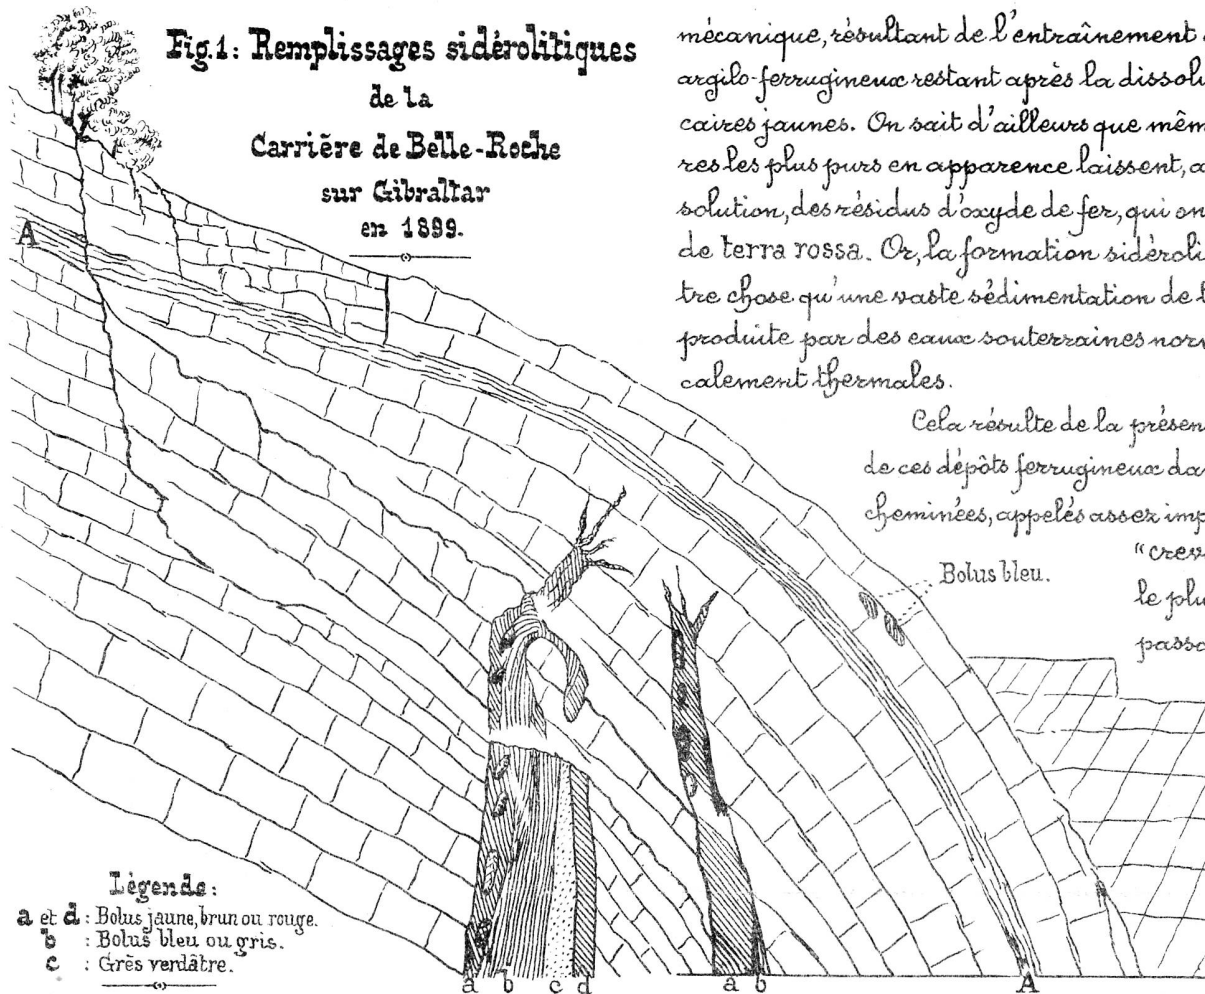 Fig. 1: Remplissages sidérolitiques
de la
Carrière de Belle-Roche
sur Gibraltar
en 1899.
mécanique, résultant de l'entraînement
argilo-ferrugineux restant après la dissolu
caires jaunes. On sait d'ailleurs que mêm
res les plus purs en apparence laissent, a
solution, des résidus d'oxyde de fer, qui on
de terra rossa. Or, la formation sidéroli
tre chose qu'une vaste sédimentation de t
produite par des eaux souterraines norm
calement thermales.
Cela résulte de la présen
de ces dépôts ferrugineux da
cheminées, appelés assez imp
"crev
le plu
passa
A
Bolus bleu.
Légende:
a et d : Bolus jaune, brun ou rouge.
b : Bolus bleu ou gris.
c : Grès verdâtre.
a b c d a b A